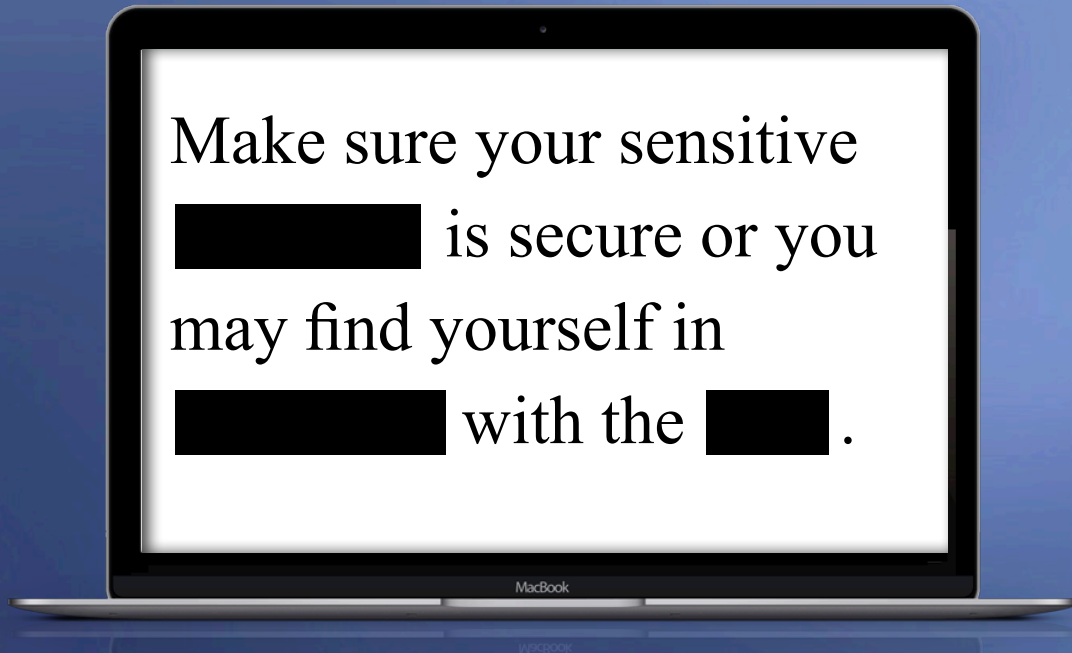 Make sure your sensitive
is secure or you
may find yourself in
with the .
MacBook